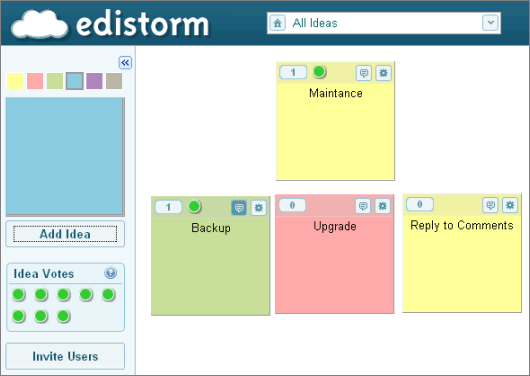 edistorm
All Ideas
1
Maintance
Add Idea
Idea Votes
Invite Users
1
Backup
0
Upgrade
0
Reply to Comments